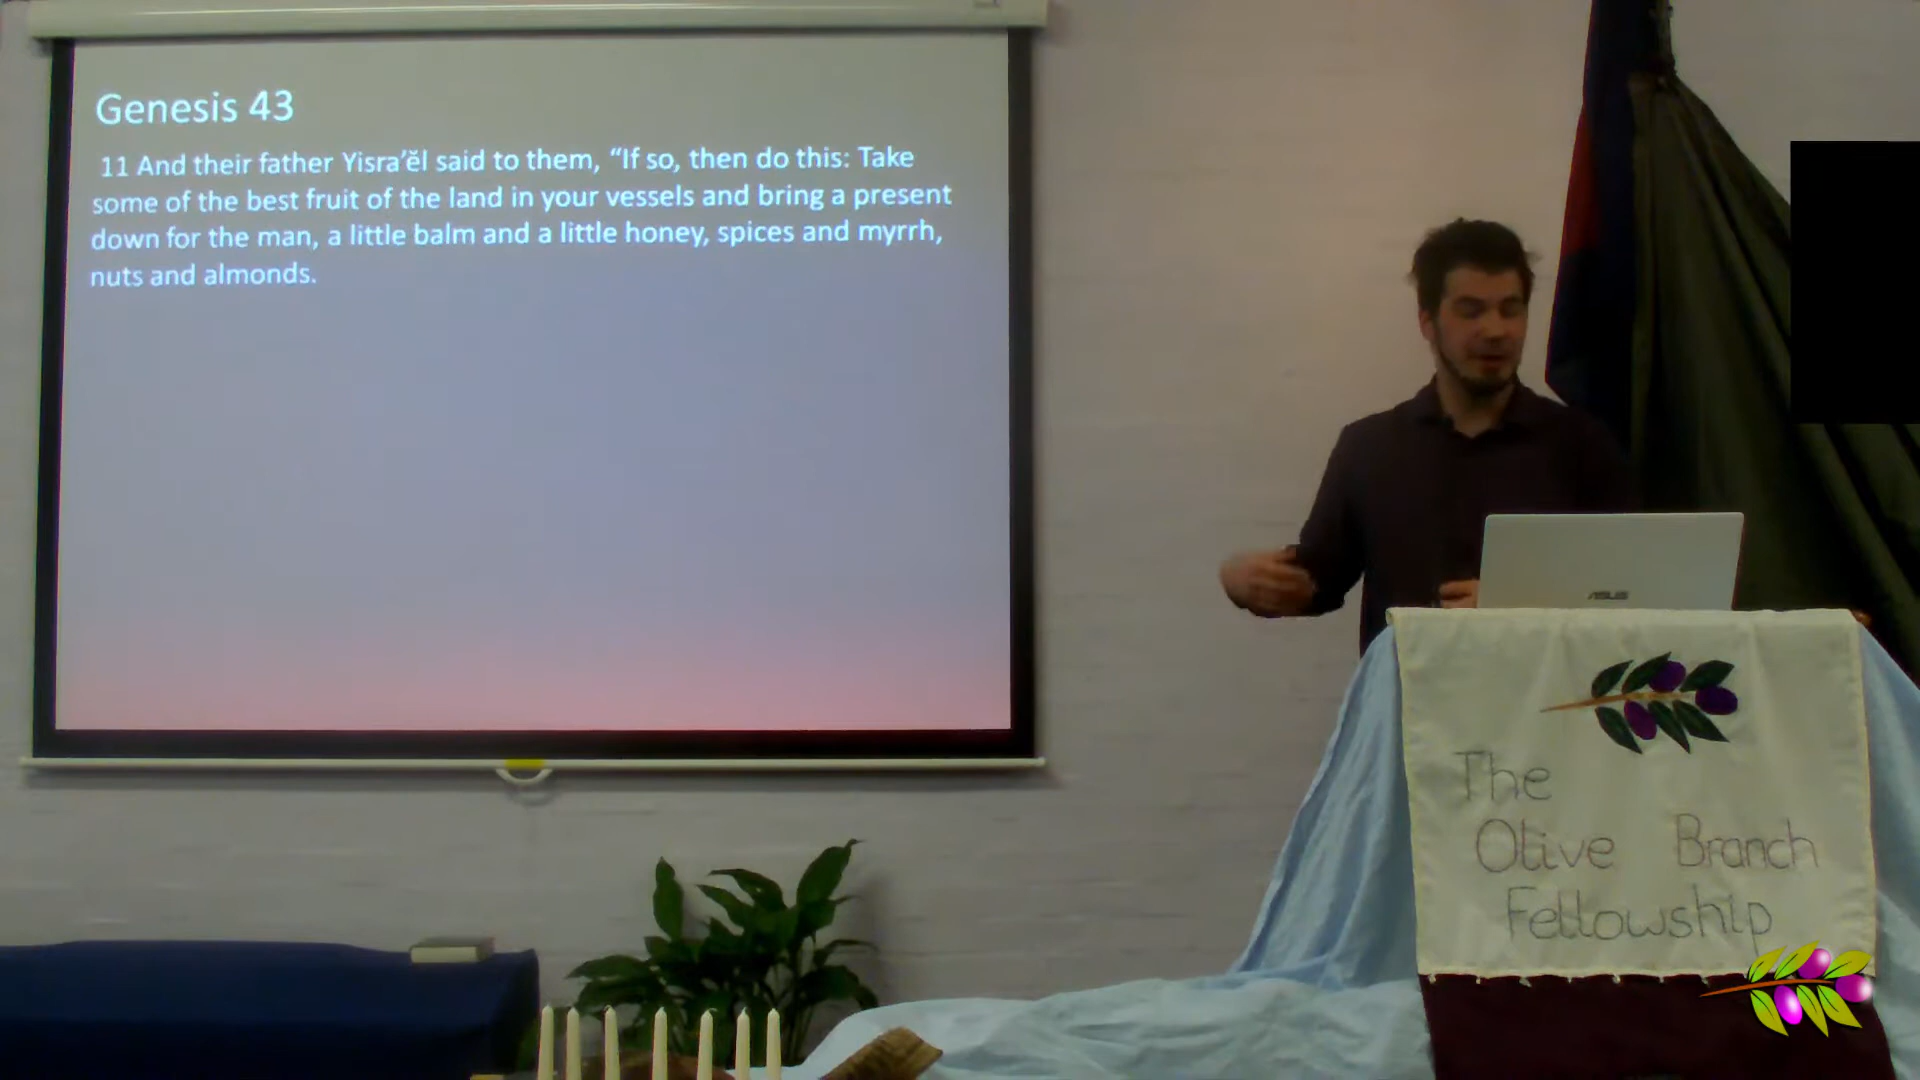 Genesis 43
11 And their father Yisra’ĕl said to them, “If so, then do this: Take
some of the best fruit of the land in your vessels and bring a present
down for the man, a little balm and a little honey, spices and myrrh,
nuts and almonds.
ASUS
The
Olive Branch
Fellowship